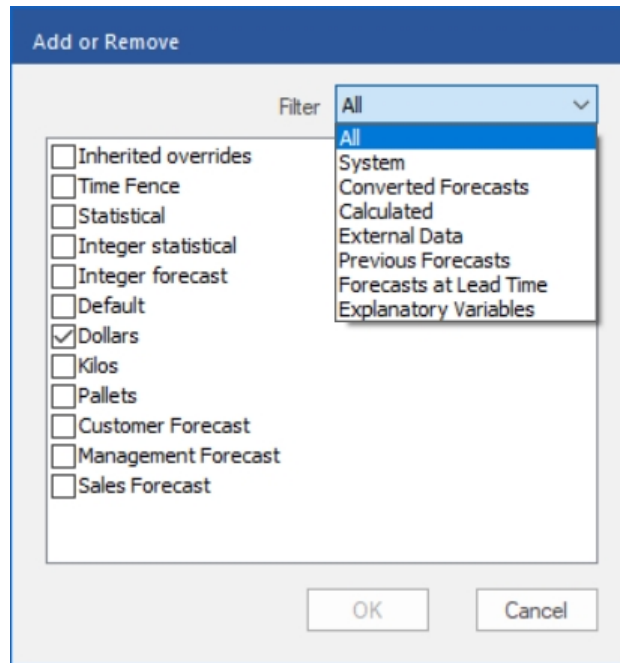 Add or Remove
Filter
All
All
System
Converted Forecasts
Calculated
External Data
Previous Forecasts
Forecasts at Lead Time
Explanatory Variables
Inherited overrides
Time Fence
Statistical
Integer statistical
Integer forecast
Default
Dollars
Kilos
Pallets
Customer Forecast
Management Forecast
Sales Forecast
OK
Cancel